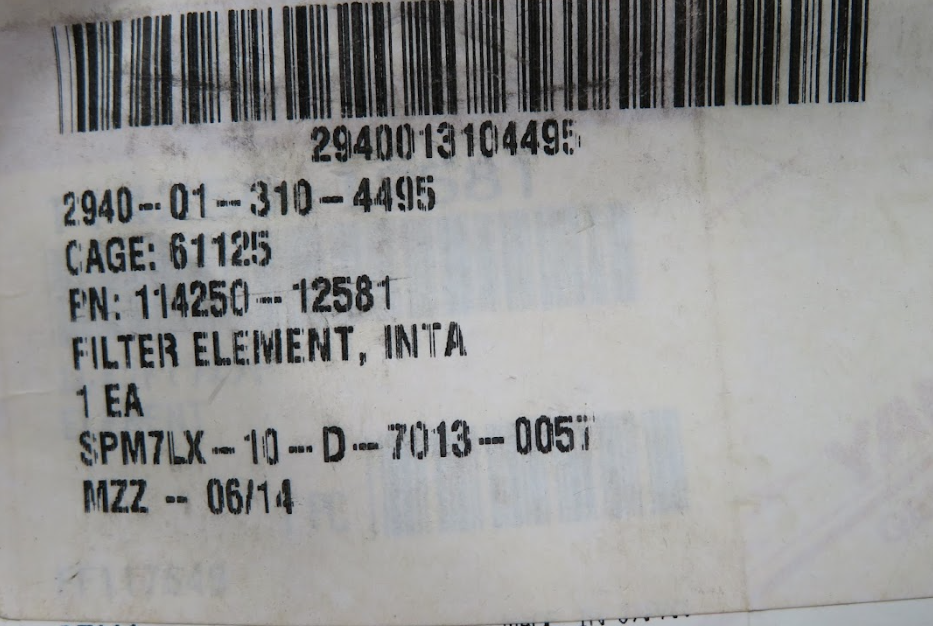 2940013104495
2940--01--310--4495
CAGE: 61125
PN: 114250--12581
FILTER ELEMENT, INTA
1 EA
SPM7LX--10--D--7013--0057
MZZ -- 06/14